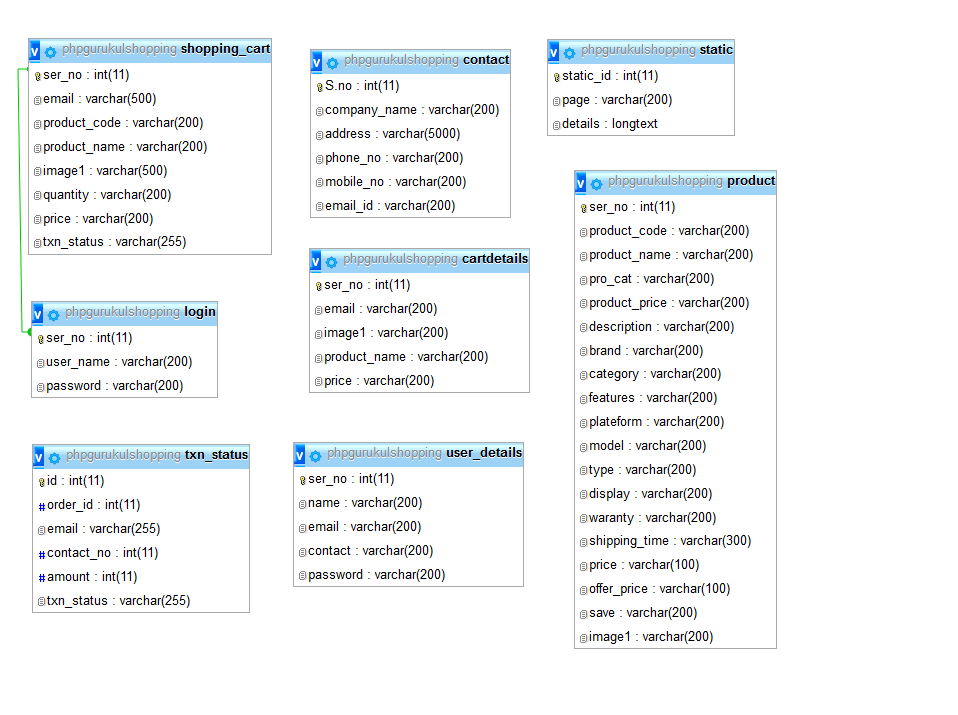 v phpgurukulshopping shopping_cart
ser_no : int(11)
email : varchar(500)
product_code : varchar(200)
product_name : varchar(200)
image1 : varchar(500)
quantity : varchar(200)
price : varchar(200)
txn_status : varchar(255)
v phpgurukulshopping login
ser_no : int(11)
user_name : varchar(200)
password : varchar(200)
v phpgurukulshopping txn_status
id : int(11)
# order_id : int(11)
email : varchar(255)
# contact_no : int(11)
# amount : int(11)
txn_status : varchar(255)
v phpgurukulshopping contact
S.no : int(11)
company_name : varchar(200)
address : varchar(5000)
phone_no : varchar(200)
mobile_no : varchar(200)
email_id : varchar(200)
v phpgurukulshopping cartdetails
ser_no : int(11)
email : varchar(200)
image1 : varchar(200)
product_name : varchar(200)
price : varchar(200)
v phpgurukulshopping user_details
ser_no : int(11)
name : varchar(200)
email : varchar(200)
contact : varchar(200)
password : varchar(200)
v phpgurukulshopping static
static_id : int(11)
page : varchar(200)
details : longtext
v phpgurukulshopping product
ser_no : int(11)
product_code : varchar(200)
product_name : varchar(200)
pro_cat : varchar(200)
product_price : varchar(200)
description : varchar(200)
brand : varchar(200)
category : varchar(200)
features : varchar(200)
plateform : varchar(200)
model : varchar(200)
type : varchar(200)
display : varchar(200)
waranty : varchar(200)
shipping_time : varchar(300)
price : varchar(100)
offer_price : varchar(100)
save : varchar(200)
image1 : varchar(200)